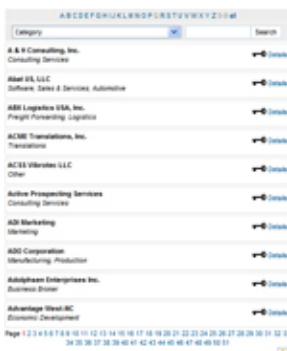 A B C D E F G H I J K L M N O P Q R S T U V W X Y Z all
Category Search
A & H Consulting, Inc.
Consulting Services
Details
Abel US, LLC
Software, Sales & Services, Automotive
Details
ABX Logistics USA, Inc.
Freight Forwarding, Logistics
Details
ACME Translations, Inc.
Translations
Details
ACSS Vibrotec LLC
Other
Details
Active Prospecting Services
Consulting Services
Details
ADI Marketing
Marketing
Details
ADO Corporation
Manufacturing, Production
Details
Adolphsen Enterprises Inc.
Business Broker
Details
Advantage West-NC
Economic Development
Details
Page 1 2 3 4 5 6 7 8 9 10 11 12 13 14 15 16 17 18 19 20 21 22 23 24 25 26 27 28 29 30 31 32 33
34 35 36 37 38 39 40 41 42 43 44 45 46 47 48 49 50 51